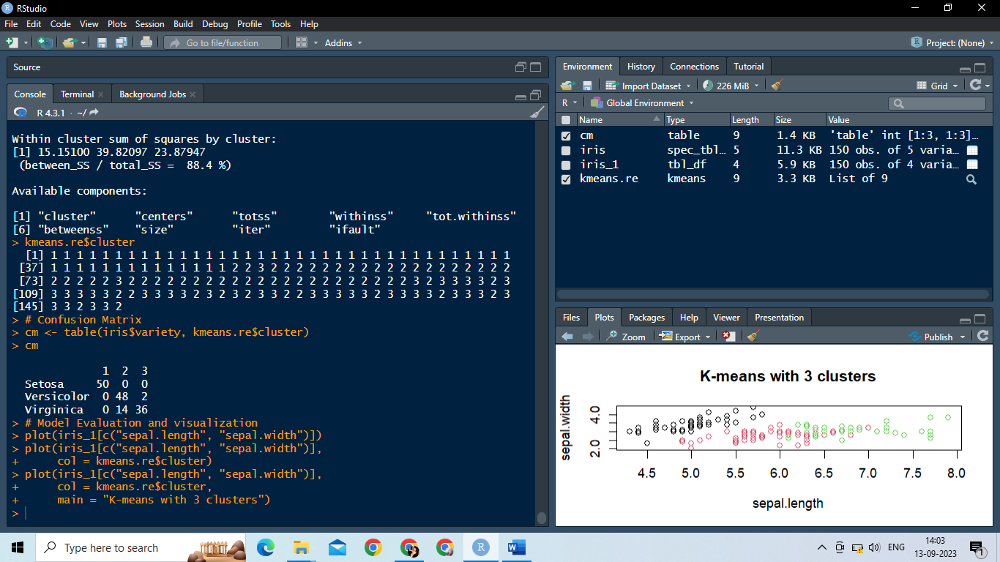 RStudio
File Edit Code View Plots Session Build Debug Profile Tools Help
Go to file/function Addins Project: (None)
Source
Console Terminal Background Jobs
R 4.3.1 · ~/
Within cluster sum of squares by cluster:
[1] 15.15100 39.82097 23.87947
(between_SS / total_SS = 88.4 %)
Available components:
[1] "cluster" "centers" "totss" "withinss" "tot.withinss"
[6] "betweenss" "size" "iter" "ifault"
> kmeans.re$cluster
[1] 1 1 1 1 1 1 1 1 1 1 1 1 1 1 1 1 1 1 1 1 1 1 1 1 1 1 1 1 1 1 1 1 1 1 1 1
[37] 1 1 1 1 1 1 1 1 1 1 1 1 1 1 2 2 3 2 2 2 2 2 2 2 2 2 2 2 2 2 2 2 2 2 2 2
[73] 2 2 2 2 2 3 2 2 2 2 2 2 2 2 2 2 2 2 2 2 2 2 2 2 2 2 2 2 3 2 3 3 3 3 2 3
[109] 3 3 3 3 3 2 2 3 3 3 3 2 3 2 3 2 3 3 2 2 3 3 3 3 3 2 3 3 3 3 2 3 3 3 2 3
[145] 3 3 2 3 3 2
> # Confusion Matrix
> cm <- table(iris$variety, kmeans.re$cluster)
> cm
1 2 3
Setosa 50 0 0
Versicolor 0 48 2
Virginica 0 14 36
> # Model Evaluation and visualization
> plot(iris_1[c("sepal.length", "sepal.width")])
> plot(iris_1[c("sepal.length", "sepal.width")],
+ col = kmeans.re$cluster)
> plot(iris_1[c("sepal.length", "sepal.width")],
+ col = kmeans.re$cluster,
+ main = "K-means with 3 clusters")
>
Environment History Connections Tutorial
Import Dataset 226 MiB Grid
R Global Environment
Name Type Length Size Value
cm table 9 1.4 KB 'table' int [1:3, 1:3]…
iris spec_tbl… 5 11.3 KB 150 obs. of 5 varia…
iris_1 tbl_df 4 5.9 KB 150 obs. of 4 varia…
kmeans.re kmeans 9 3.3 KB List of 9
Files Plots Packages Help Viewer Presentation
Zoom Export Publish
K-means with 3 clusters
sepal.width
4.0
2.0
4.5 5.0 5.5 6.0 6.5 7.0 7.5 8.0
sepal.length
Type here to search
ENG
14:03
13-09-2023
1